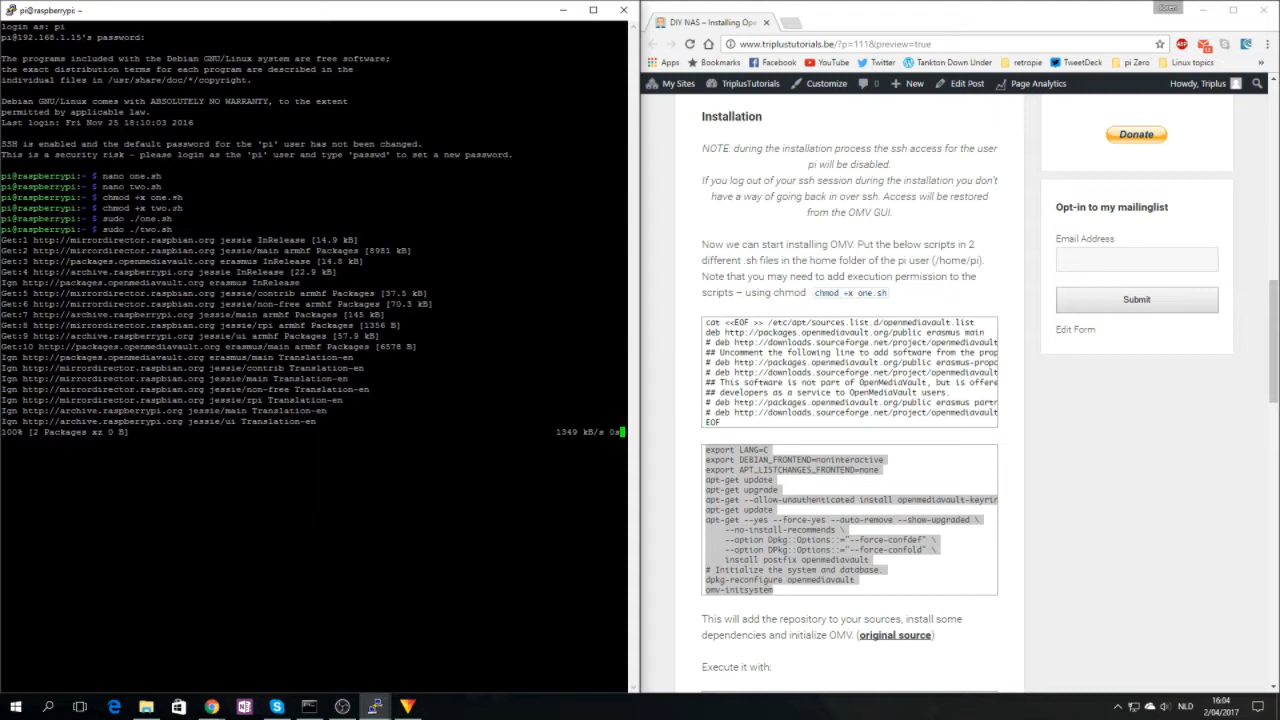 pi@raspberrypi: ~
login as: pi
pi@192.168.1.15's password:
The programs included with the Debian GNU/Linux system are free software;
the exact distribution terms for each program are described in the
individual files in /usr/share/doc/*/copyright.
Debian GNU/Linux comes with ABSOLUTELY NO WARRANTY, to the extent
permitted by applicable law.
Last login: Fri Nov 25 18:10:03 2016
SSH is enabled and the default password for the 'pi' user has not been changed.
This is a security risk - please login as the 'pi' user and type 'passwd' to set a new password.
pi@raspberrypi:~ $ nano one.sh
pi@raspberrypi:~ $ nano two.sh
pi@raspberrypi:~ $ chmod +x one.sh
pi@raspberrypi:~ $ chmod +x two.sh
pi@raspberrypi:~ $ sudo ./one.sh
pi@raspberrypi:~ $ sudo ./two.sh
Get:1 http://mirrordirector.raspbian.org jessie InRelease [14.9 kB]
Get:2 http://mirrordirector.raspbian.org jessie/main armhf Packages [8981 kB]
Get:3 http://packages.openmediavault.org erasmus InRelease [14.8 kB]
Get:4 http://archive.raspberrypi.org jessie InRelease [22.9 kB]
Ign http://packages.openmediavault.org erasmus InRelease
Get:5 http://mirrordirector.raspbian.org jessie/contrib armhf Packages [37.5 kB]
Get:6 http://mirrordirector.raspbian.org jessie/non-free armhf Packages [70.3 kB]
Get:7 http://archive.raspberrypi.org jessie/main armhf Packages [145 kB]
Get:8 http://mirrordirector.raspbian.org jessie/rpi armhf Packages [1356 B]
Get:9 http://archive.raspberrypi.org jessie/ui armhf Packages [57.9 kB]
Get:10 http://packages.openmediavault.org erasmus/main armhf Packages [6578 B]
Ign http://packages.openmediavault.org erasmus/main Translation-en
Ign http://mirrordirector.raspbian.org jessie/contrib Translation-en
Ign http://mirrordirector.raspbian.org jessie/main Translation-en
Ign http://mirrordirector.raspbian.org jessie/non-free Translation-en
Ign http://mirrordirector.raspbian.org jessie/rpi Translation-en
Ign http://archive.raspberrypi.org jessie/main Translation-en
Ign http://archive.raspberrypi.org jessie/ui Translation-en
100% [2 Packages xz 0 B] 1349 kB/s 0s
DIY NAS – Installing Ope
www.triplustutorials.be/?p=111&preview=true
Apps Bookmarks Facebook YouTube Twitter Tankton Down Under retropie TweetDeck pi Zero Linux topics »
My Sites TriplusTutorials Customize 0 New Edit Post Page Analytics Howdy, Triplus
Installation
NOTE: during the installation process the ssh access for the user
pi will be disabled.
If you log out of your ssh session during the installation you don't
have a way of going back in over ssh. Access will be restored
from the OMV GUI.
Now we can start installing OMV. Put the below scripts in 2
different .sh files in the home folder of the pi user (/home/pi).
Note that you may need to add execution permission to the
scripts – using chmod chmod +x one.sh
cat <<EOF >> /etc/apt/sources.list.d/openmediavault.list
deb http://packages.openmediavault.org/public erasmus main
# deb http://downloads.sourceforge.net/project/openmediavault
## Uncomment the following line to add software from the prop
# deb http://packages.openmediavault.org/public erasmus-propo
# deb http://downloads.sourceforge.net/project/openmediavault
## This software is not part of OpenMediaVault, but is offere
## developers as a service to OpenMediaVault users.
# deb http://packages.openmediavault.org/public erasmus partn
# deb http://downloads.sourceforge.net/project/openmediavault
EOF
export LANG=C
export DEBIAN_FRONTEND=noninteractive
export APT_LISTCHANGES_FRONTEND=none
apt-get update
apt-get upgrade
apt-get --allow-unauthenticated install openmediavault-keyrin
apt-get update
apt-get --yes --force-yes --auto-remove --show-upgraded \
--no-install-recommends \
--option Dpkg::Options::="--force-confdef" \
--option DPkg::Options::="--force-confold" \
install postfix openmediavault
# Initialize the system and database.
dpkg-reconfigure openmediavault
omv-initsystem
This will add the repository to your sources, install some
dependencies and initialize OMV. (original source)
Execute it with:
Donate
Opt-in to my mailinglist
Email Address
Submit
Edit Form
NLD
16:04
2/04/2017